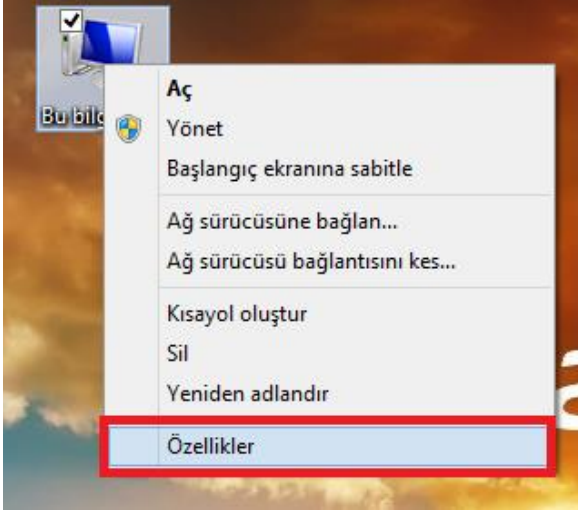 Bu bilg
Aç
Yönet
Başlangıç ekranına sabitle
Ağ sürücüsüne bağlan...
Ağ sürücüsü bağlantısını kes...
Kısayol oluştur
Sil
Yeniden adlandır
Özellikler